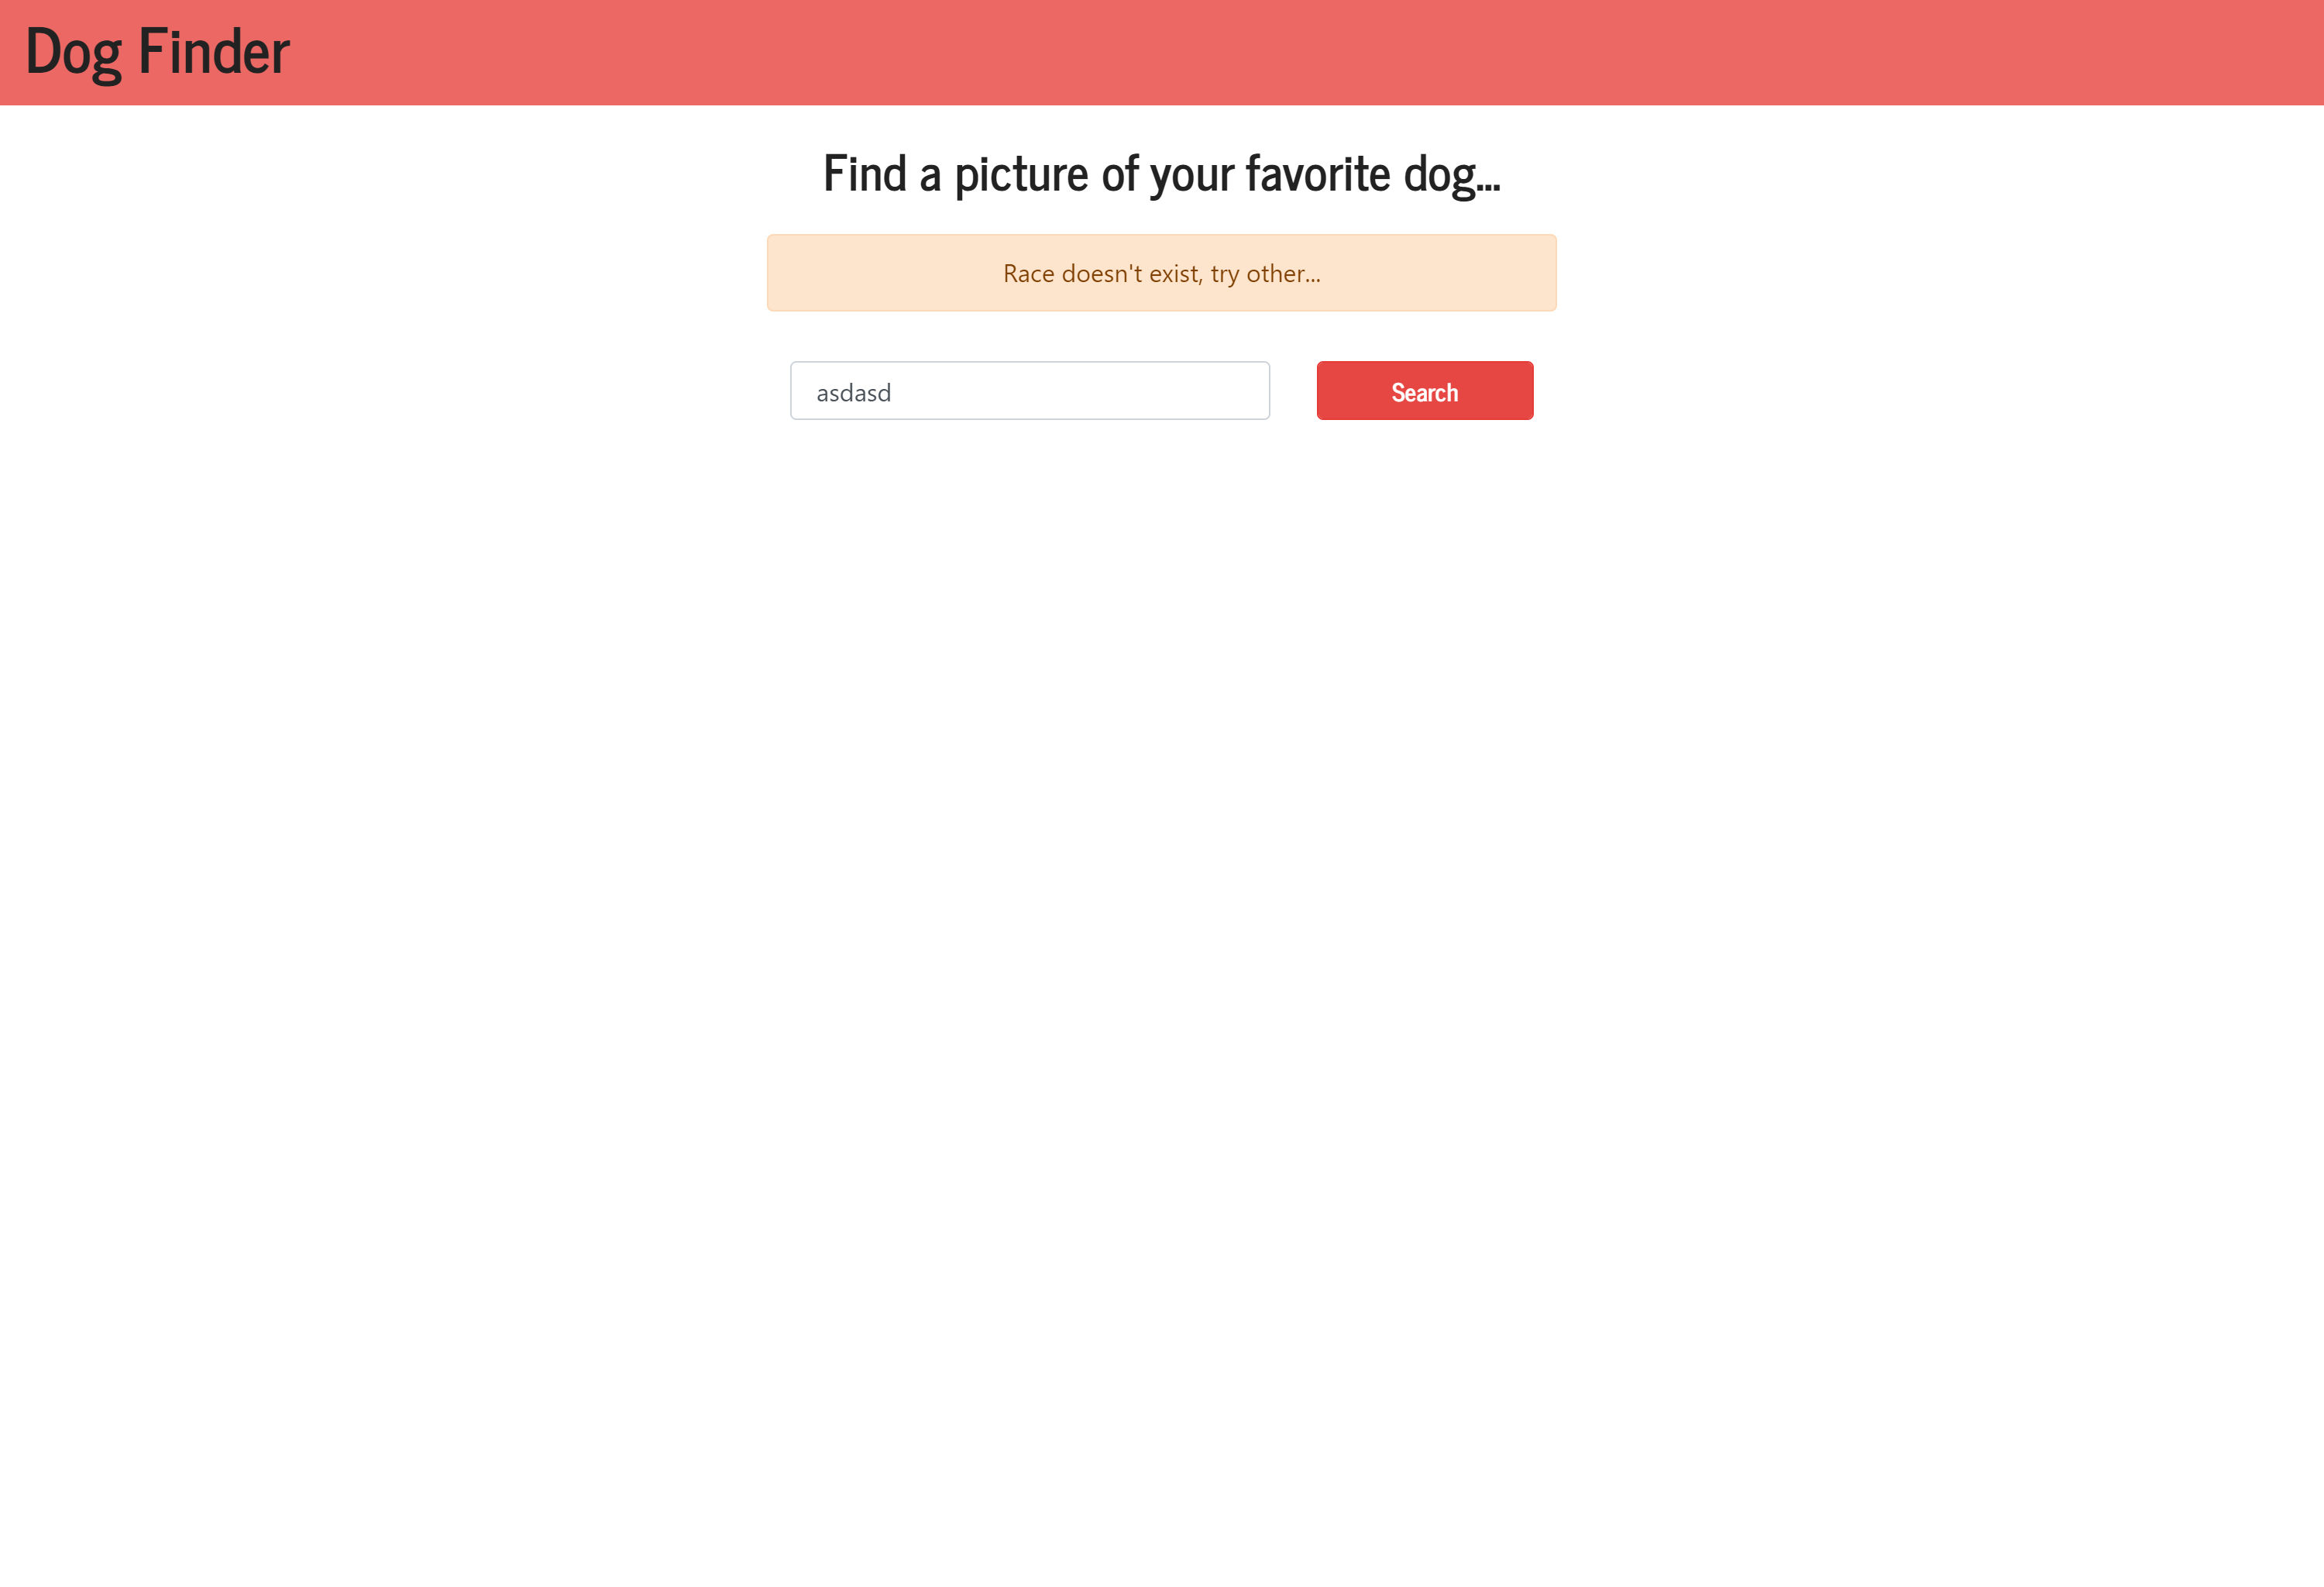 Dog Finder
Find a picture of your favorite dog...
Race doesn't exist, try other...
asdasd
Search